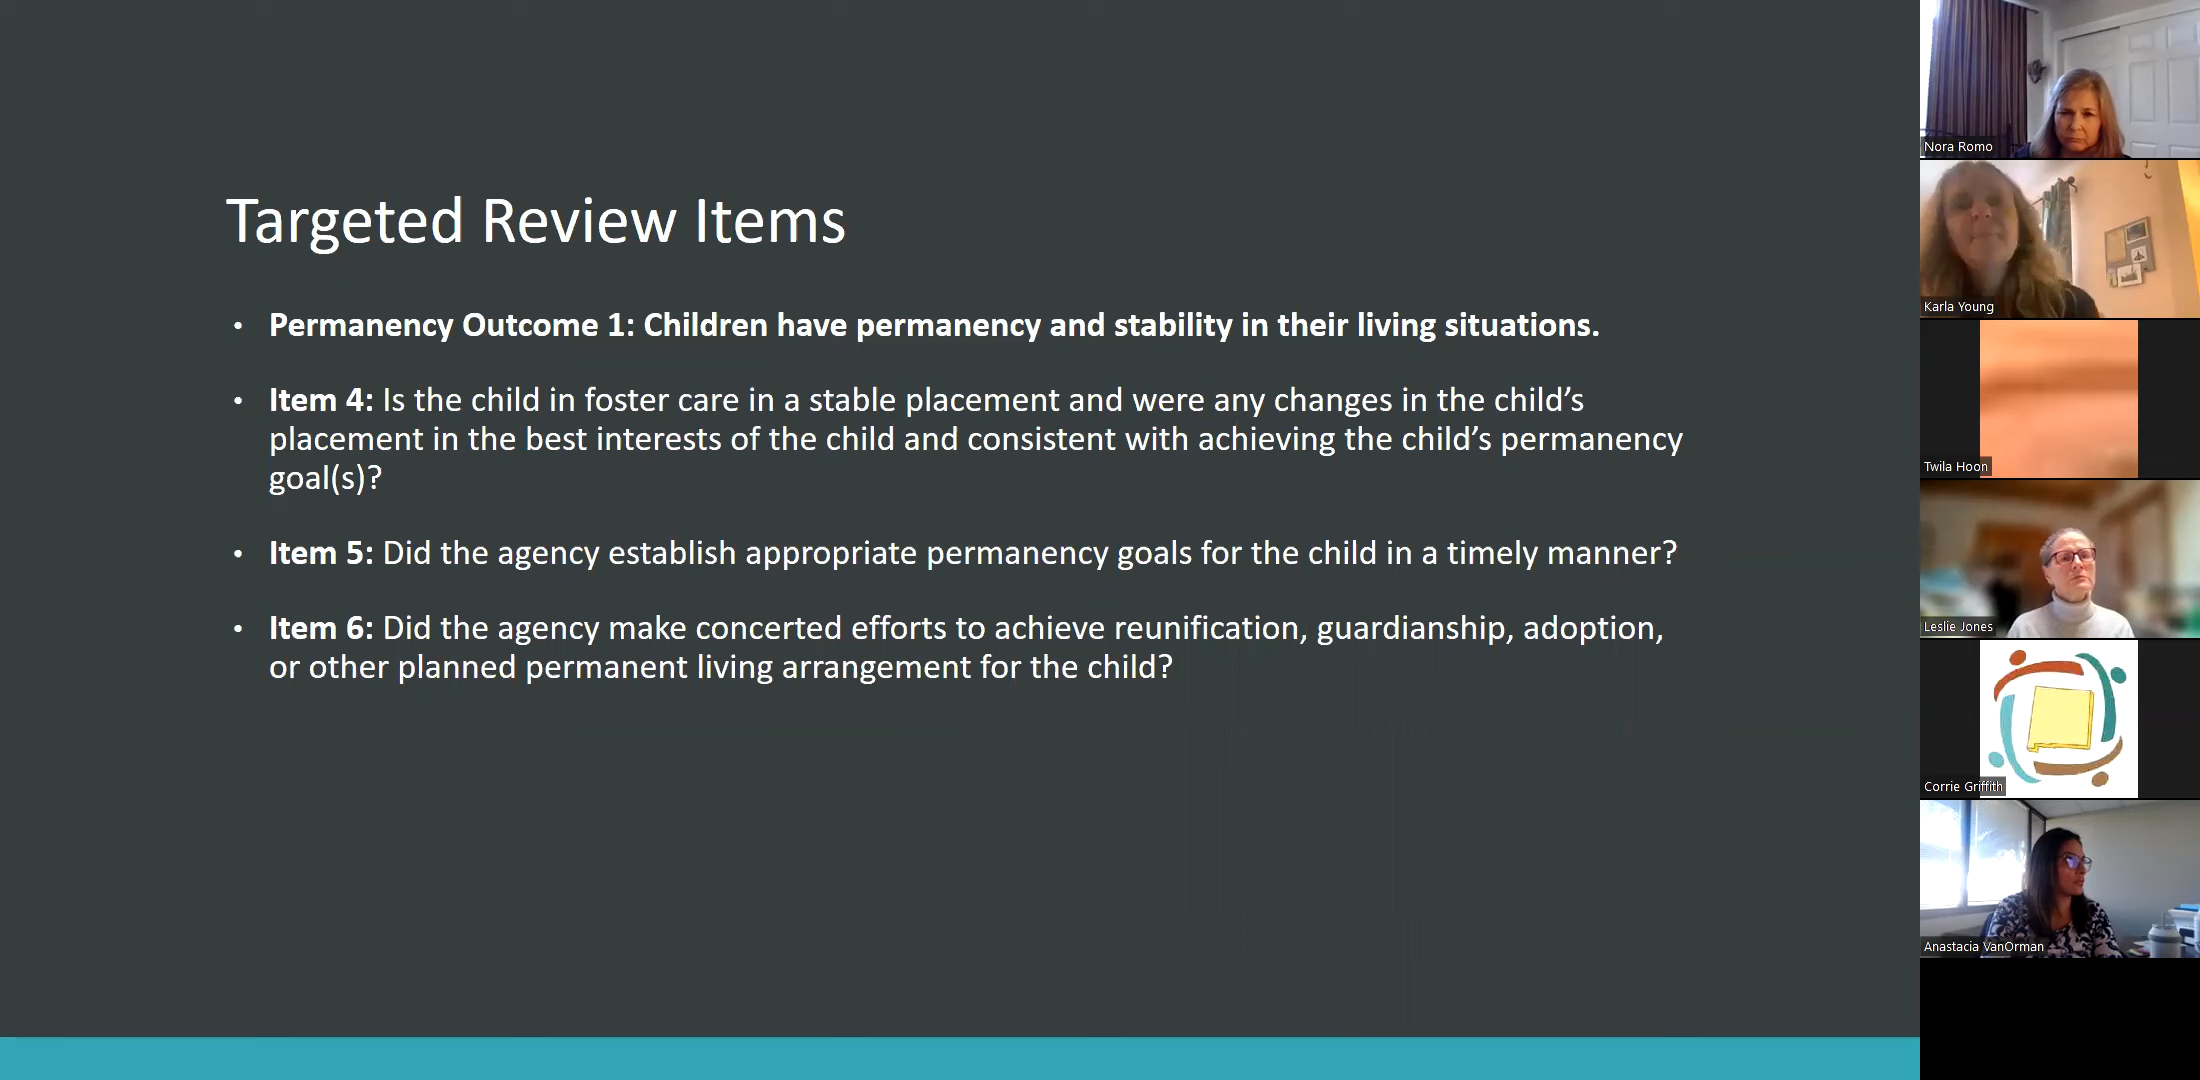 Targeted Review Items
• Permanency Outcome 1: Children have permanency and stability in their living situations.
• Item 4: Is the child in foster care in a stable placement and were any changes in the child’s
placement in the best interests of the child and consistent with achieving the child’s permanency
goal(s)?
• Item 5: Did the agency establish appropriate permanency goals for the child in a timely manner?
• Item 6: Did the agency make concerted efforts to achieve reunification, guardianship, adoption,
or other planned permanent living arrangement for the child?
Nora Romo
Karla Young
Twila Hoon
Leslie Jones
Corrie Griffith
Anastacia VanOrman